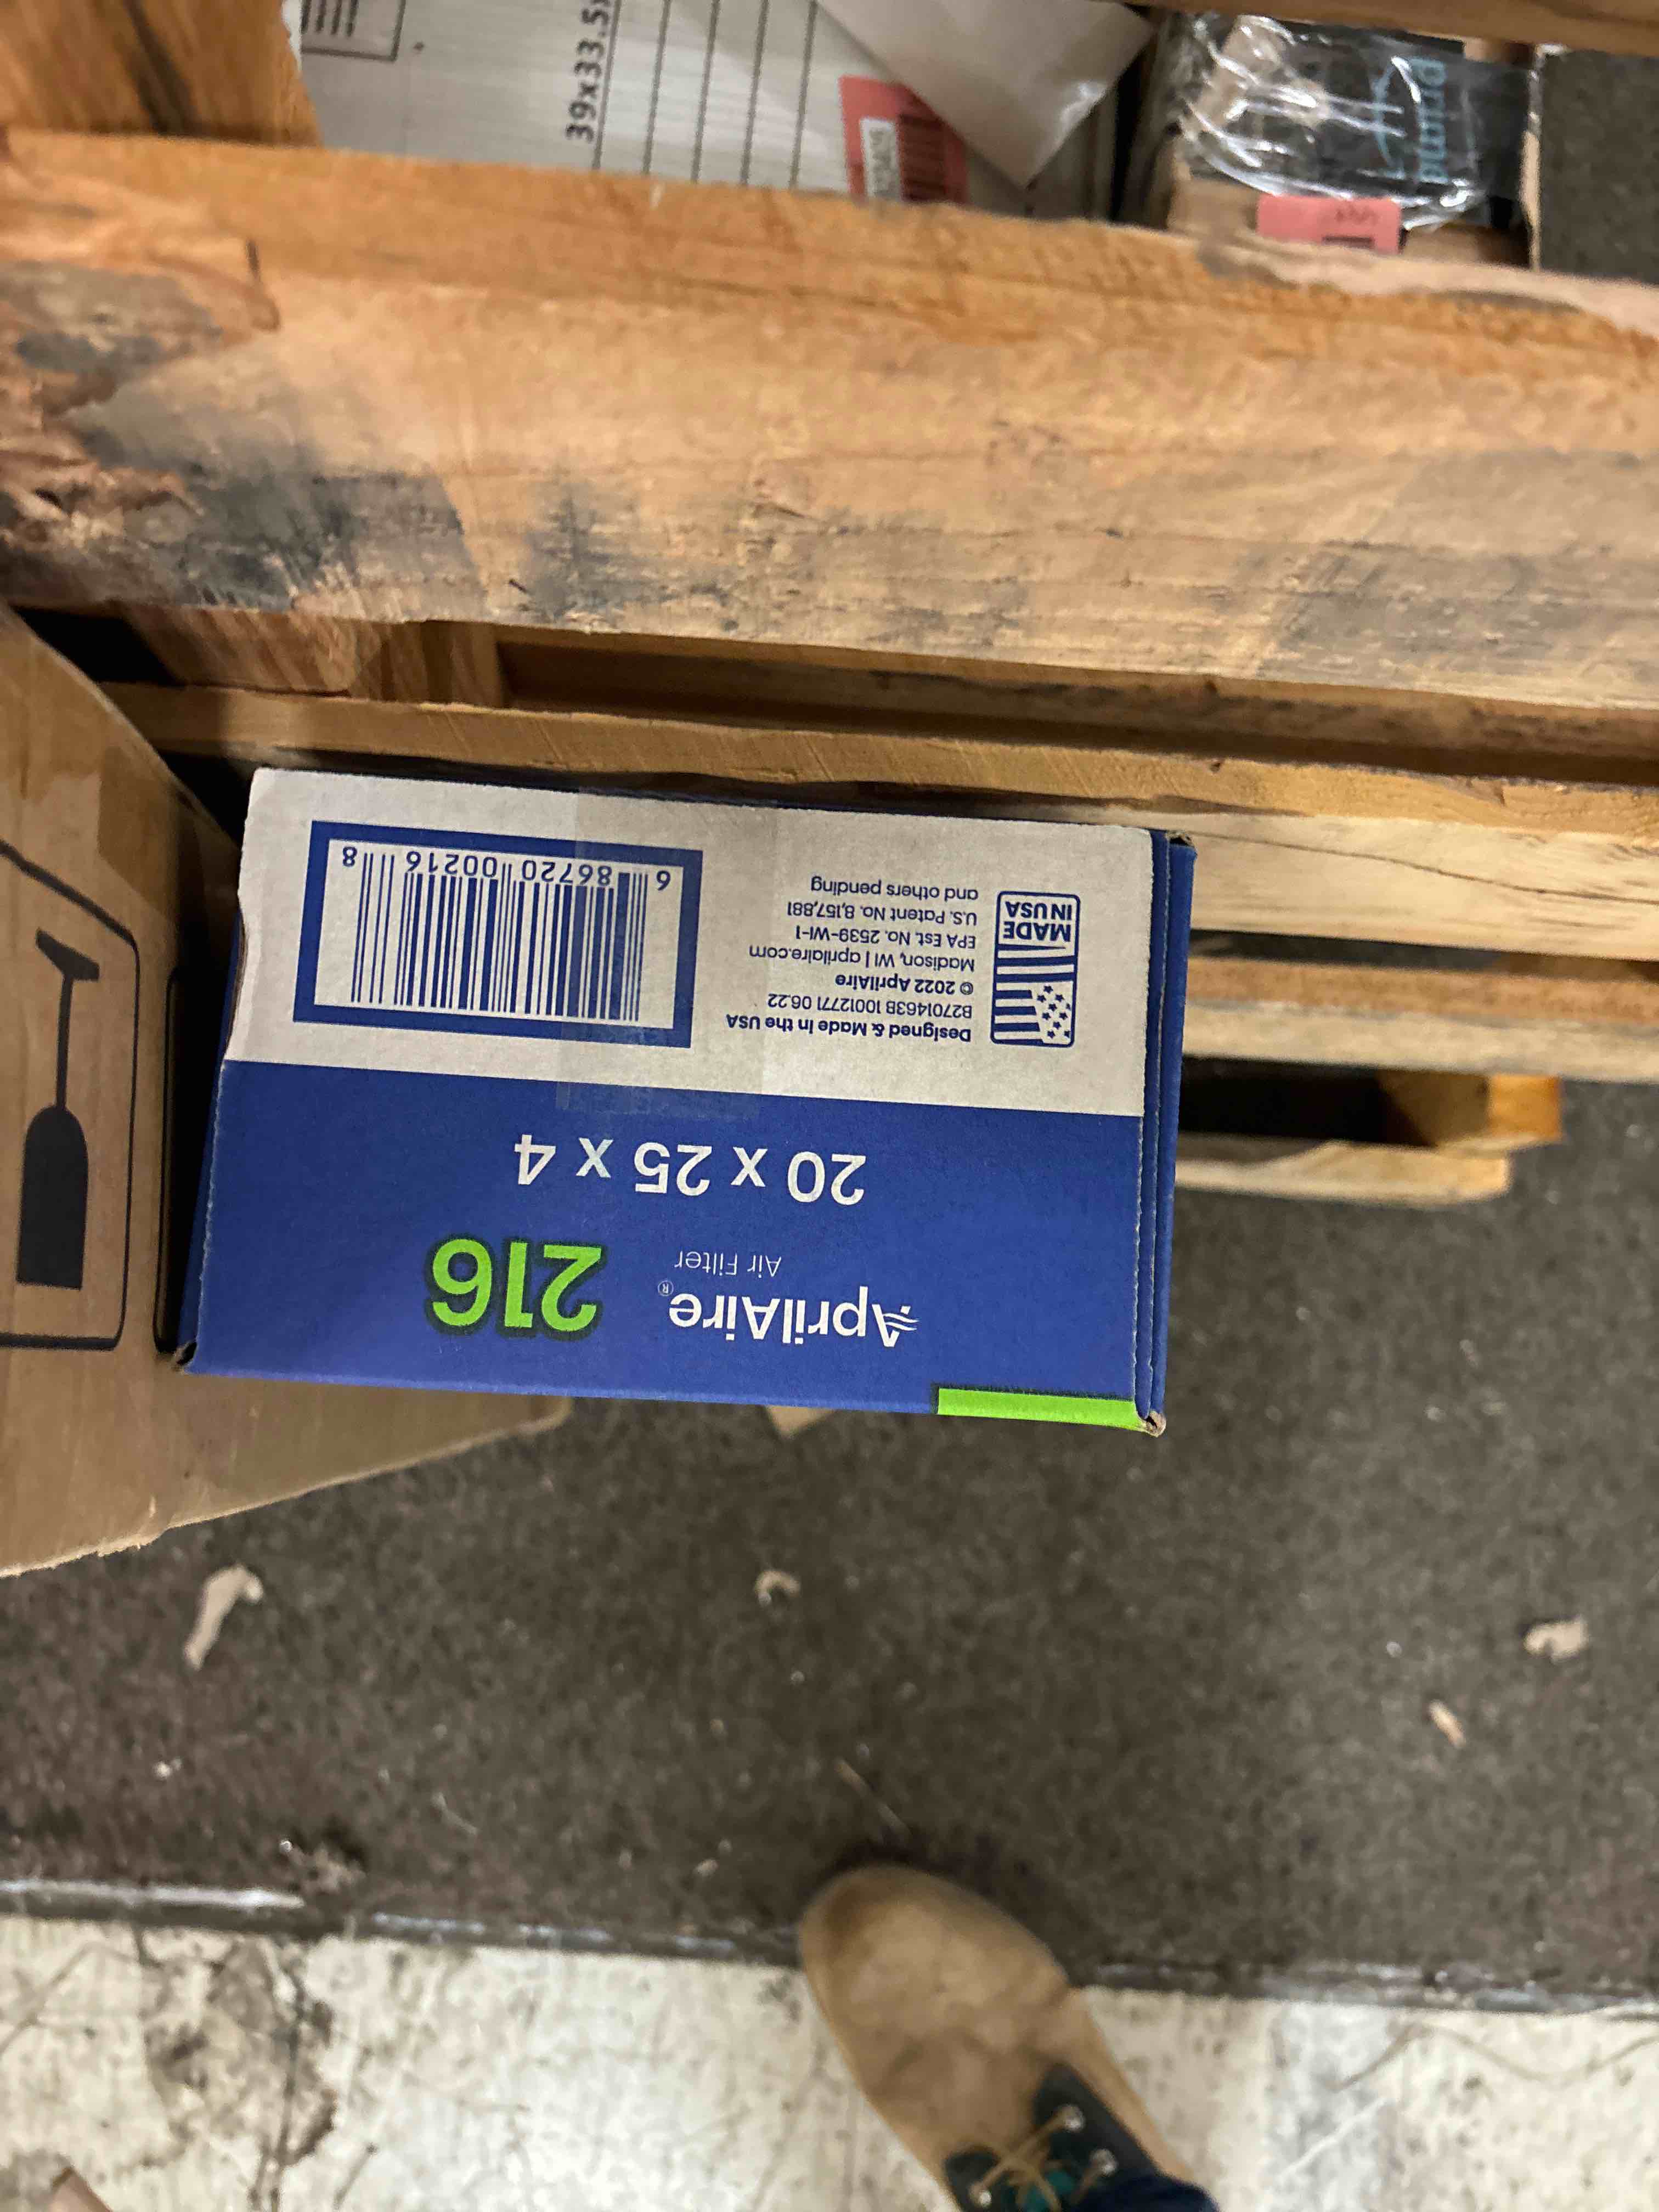 AprilAire®
Air Filter
216
20 x 25 x 4
MADE
IN USA
Designed & Made in the USA
B2701463B 10012771 06.22
© 2022 AprilAire
Madison, WI | aprilaire.com
EPA Est. No. 2539-WI-1
U.S. Patent No. 8,157,881
and others pending
6 86720 00216 8
39x33.5
prime